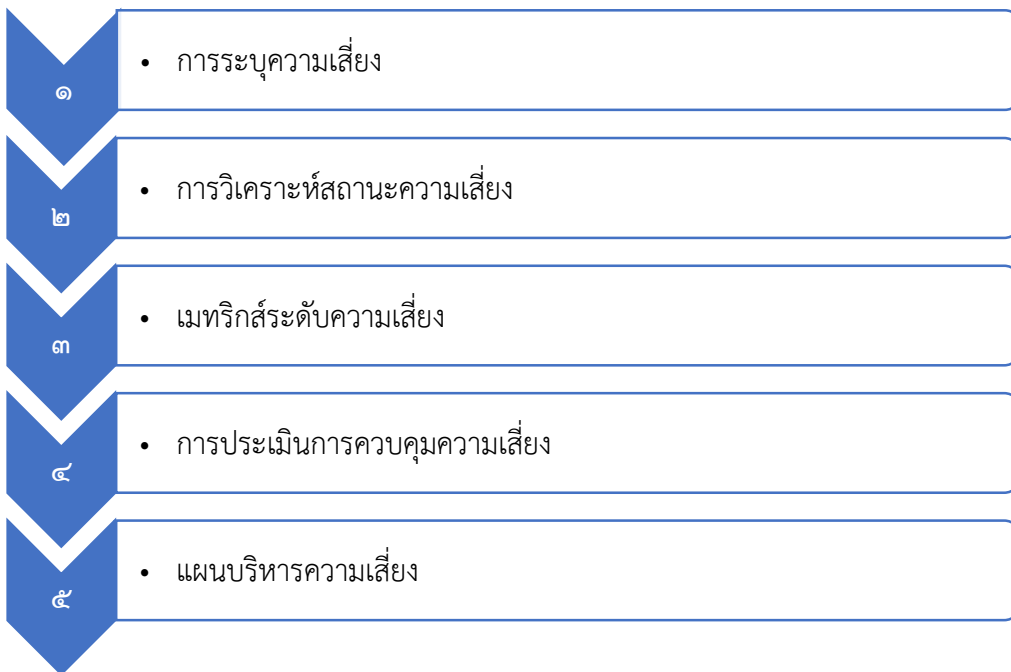 ๑
• การระบุความเสี่ยง
๒
• การวิเคราะห์สถานะความเสี่ยง
๓
• เมทริกส์ระดับความเสี่ยง
๔
• การประเมินการควบคุมความเสี่ยง
๕
• แผนบริหารความเสี่ยง